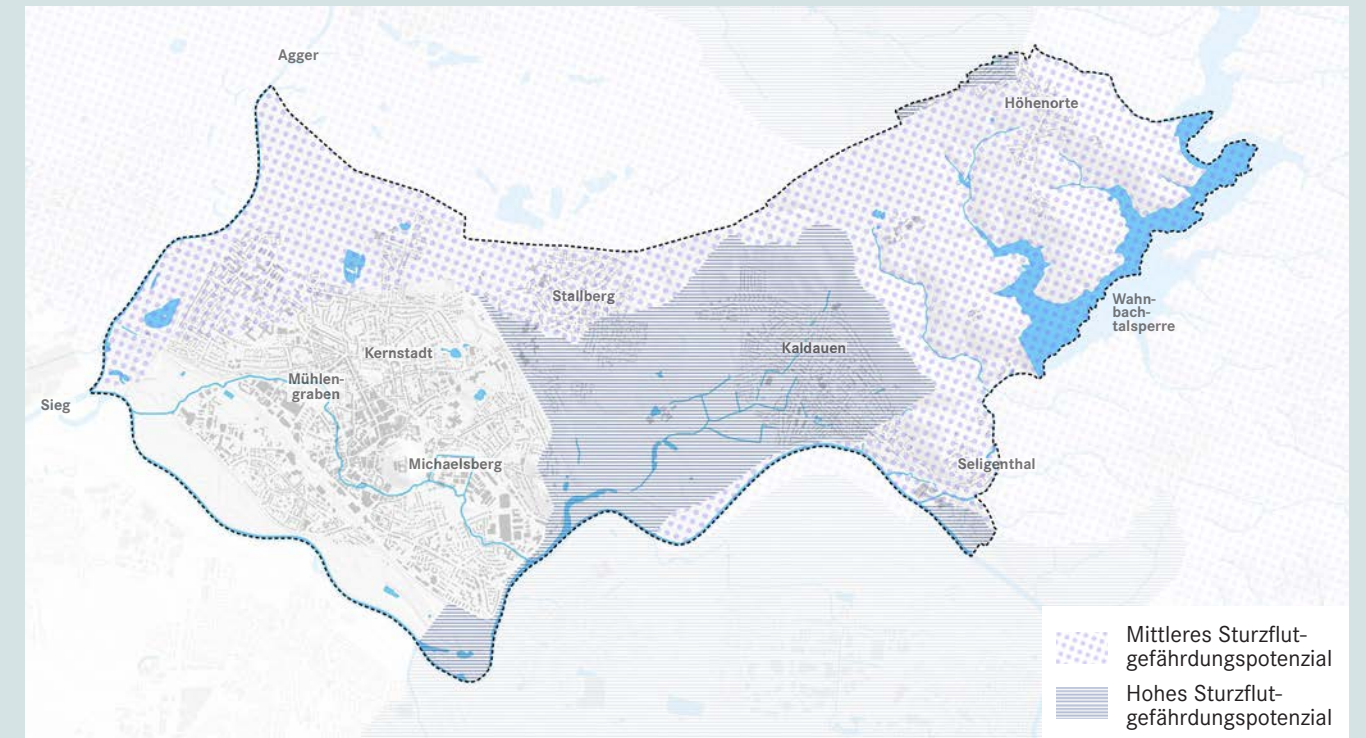 Agger
Höhenorte
Stallberg
Wahn-
bach-
talsperre
Kernstadt
Kaldauen
Mühlen-
graben
Sieg
Michaelsberg
Seligenthal
Mittleres Sturzflut-
gefährdungspotenzial
Hohes Sturzflut-
gefährdungspotenzial